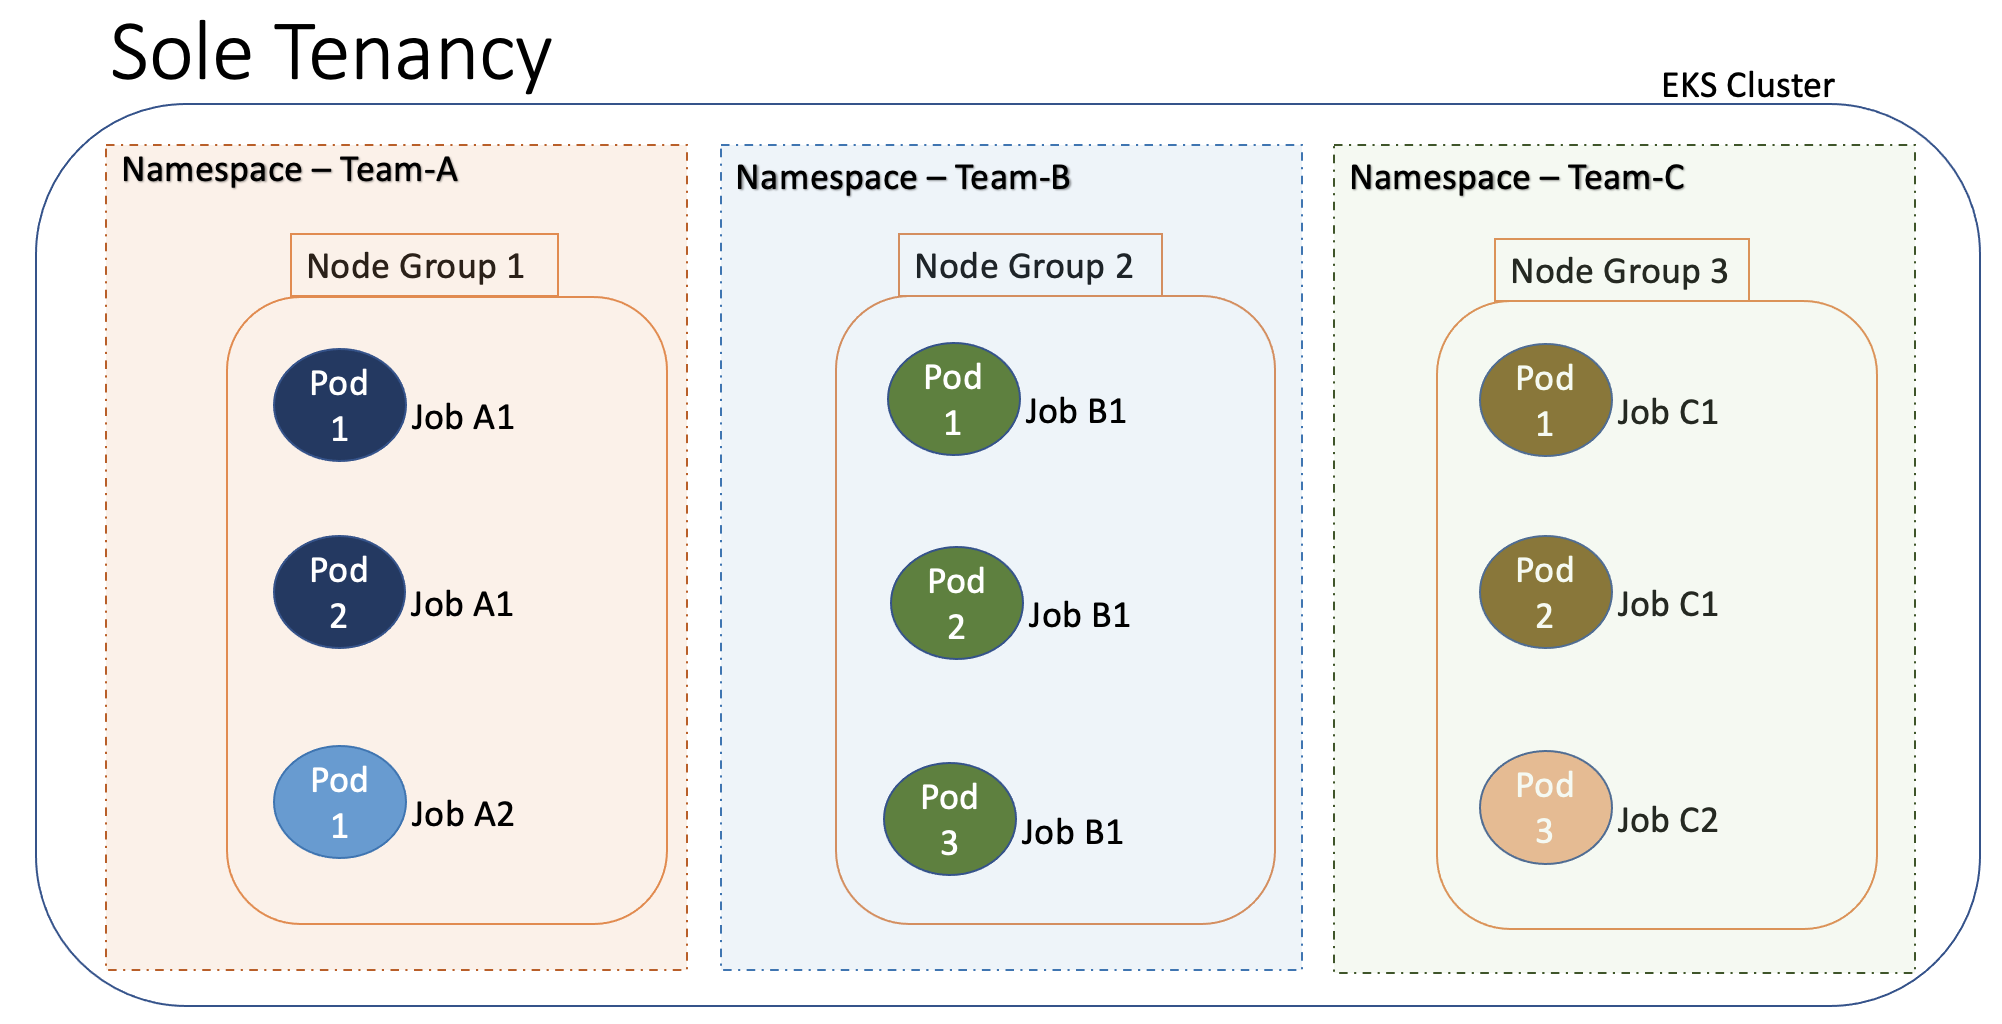 Sole Tenancy
EKS Cluster
Namespace – Team-A
Node Group 1
Pod
1
Job A1
Pod
2
Job A1
Pod
1
Job A2
Namespace – Team-B
Node Group 2
Pod
1
Job B1
Pod
2
Job B1
Pod
3
Job B1
Namespace – Team-C
Node Group 3
Pod
1
Job C1
Pod
2
Job C1
Pod
3
Job C2